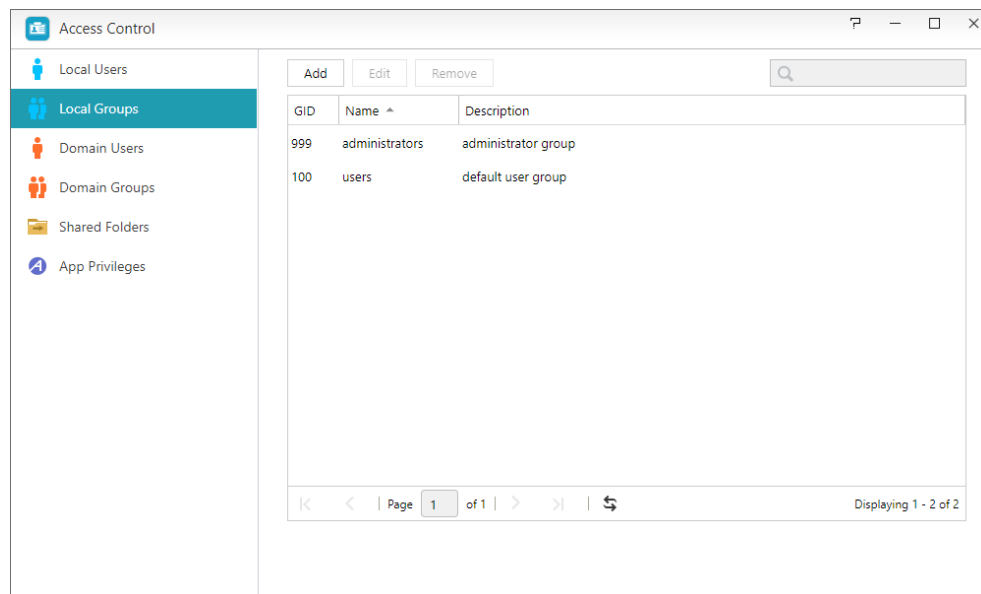 Access Control
Local Users
Local Groups
Domain Users
Domain Groups
Shared Folders
App Privileges
Add Edit Remove
GID Name Description
999 administrators administrator group
100 users default user group
Page 1 of 1 Displaying 1 - 2 of 2